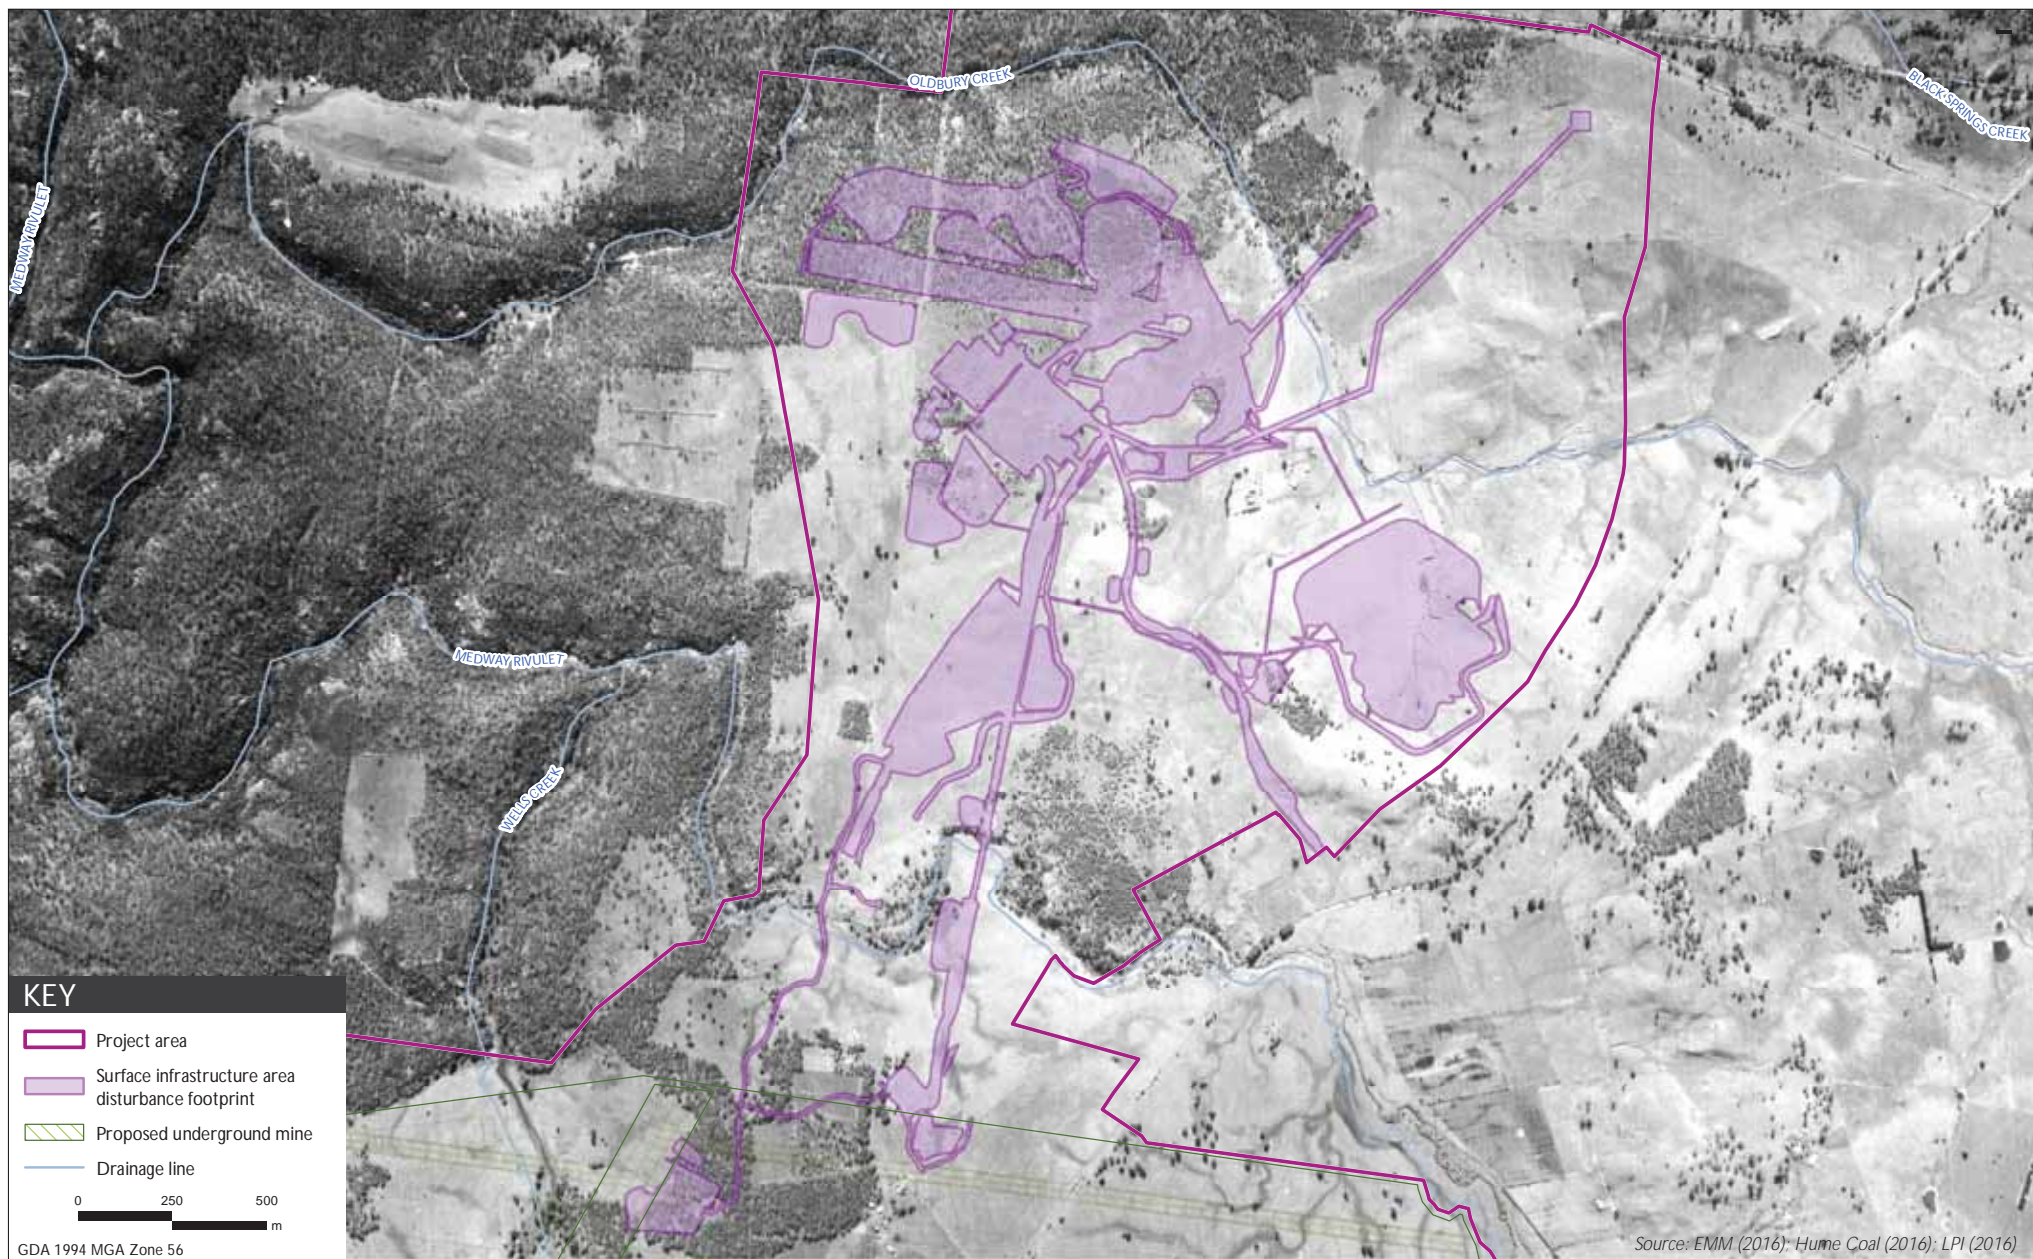 OLDBURY CREEK
BLACK SPRINGS CREEK
MEDWAY RIVULET
MEDWAY RIVULET
WELLS CREEK
KEY
Project area
Surface infrastructure area
disturbance footprint
Proposed underground mine
Drainage line
0 250 500
m
GDA 1994 MGA Zone 56
Source: EMM (2016); Hume Coal (2016); LPI (2016)